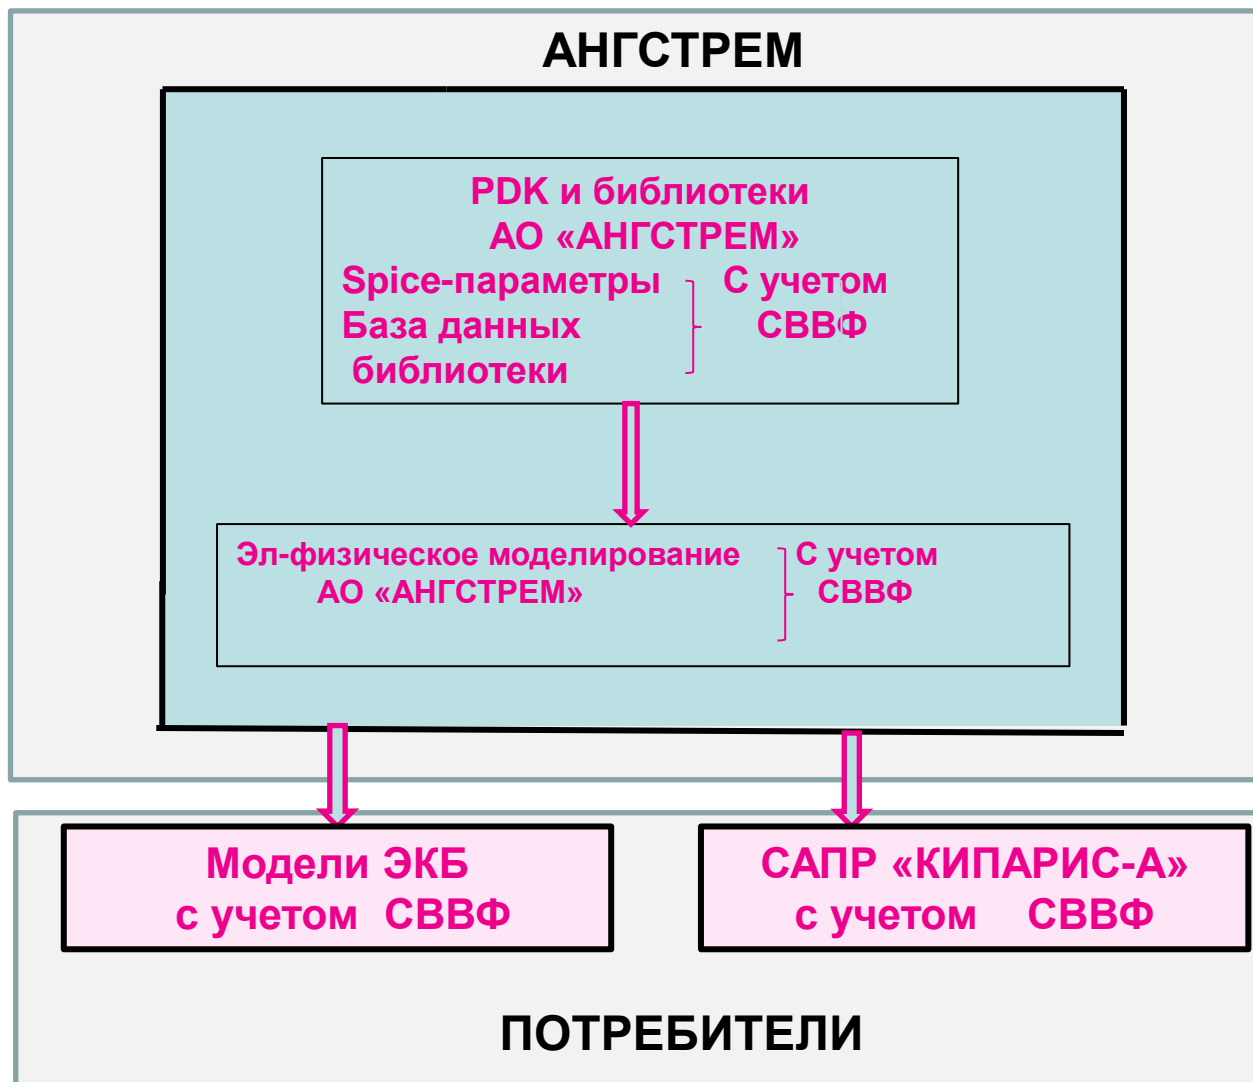 АНГСТРЕМ
PDK и библиотеки
АО «АНГСТРЕМ»
Spice-параметры С учетом
База данных СВВФ
библиотеки
Эл-физическое моделирование С учетом
АО «АНГСТРЕМ» СВВФ
Модели ЭКБ
с учетом СВВФ
САПР «КИПАРИС-А»
с учетом СВВФ
ПОТРЕБИТЕЛИ